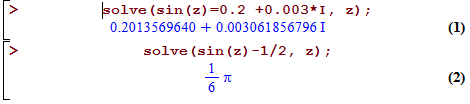 > solve(sin(z)=0.2 +0.003*I, z);
0.2013569640 + 0.003061856796 I (1)
> solve(sin(z)-1/2, z);
1/6 π (2)